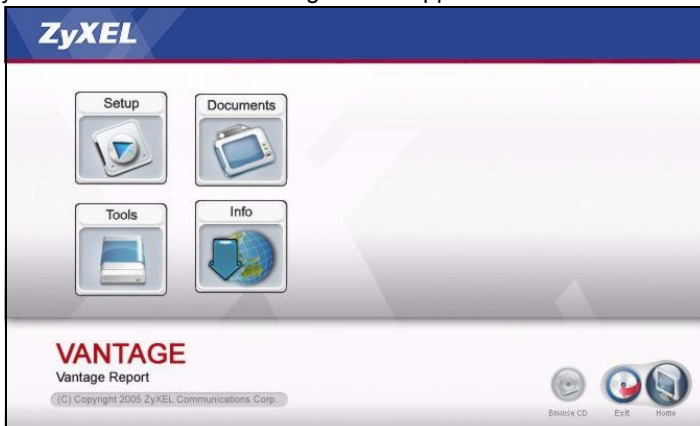 ZyXEL
Setup
Documents
Tools
Info
VANTAGE
Vantage Report
(C) Copyright 2005 ZyXEL Communications Corp.
Browse CD
Exit
Home